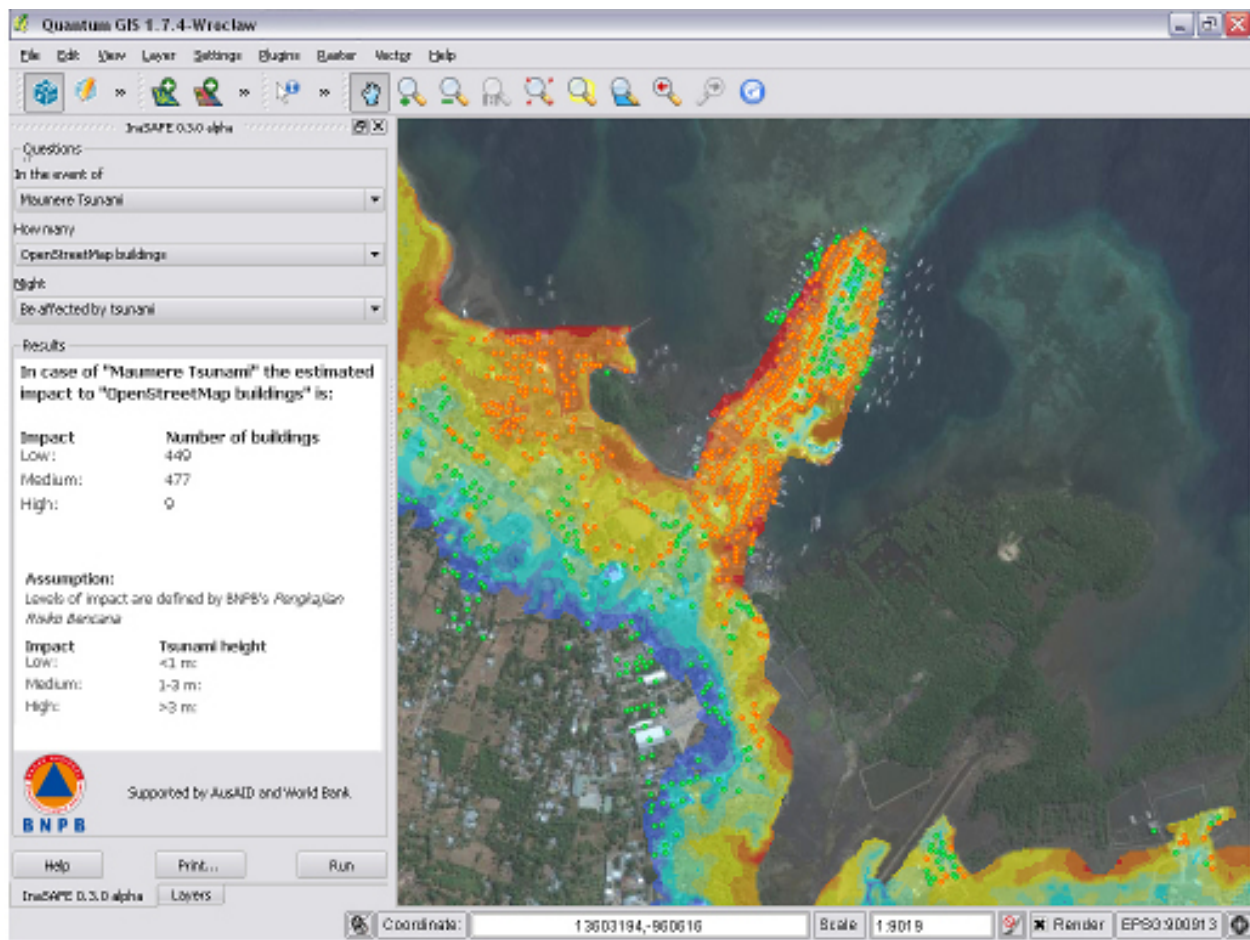 Quantum GIS 1.7.4-Wroclaw
File Edit View Layer Settings Plugins Raster Vector Help
InaSAFE 0.3.0 alpha
Questions
In the event of
Maumere Tsunami
How many
OpenStreetMap buildings
Might
Be affected by tsunami
Results
In case of "Maumere Tsunami" the estimated
impact to "OpenStreetMap buildings" is:
Impact Number of buildings
Low: 449
Medium: 477
High: 9
Assumption:
Levels of impact are defined by BNPB's Pengkajian
Risiko Bencana
Impact Tsunami height
Low: <1 m:
Medium: 1-3 m:
High: >3 m:
Supported by AusAID and World Bank
BNPB
Help Print... Run
InaSAFE 0.3.0 alpha Layers
Coordinate: 13603194,-960616 Scale 1:9019 Render EPSG:900913